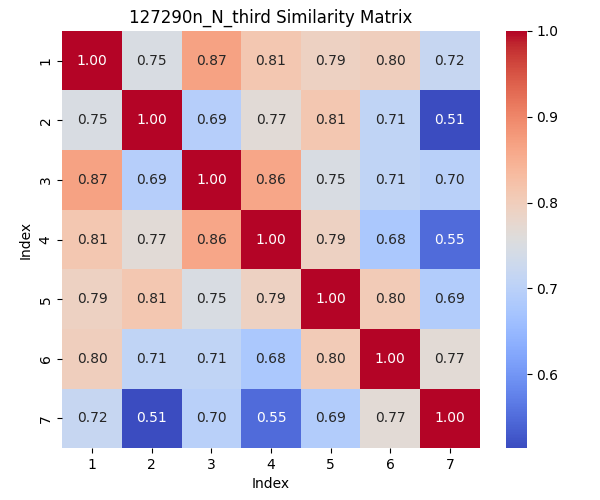 127290n_N_third Similarity Matrix
1 1.00 0.75 0.87 0.81 0.79 0.80 0.72
2 0.75 1.00 0.69 0.77 0.81 0.71 0.51
3 0.87 0.69 1.00 0.86 0.75 0.71 0.70
4 0.81 0.77 0.86 1.00 0.79 0.68 0.55
5 0.79 0.81 0.75 0.79 1.00 0.80 0.69
6 0.80 0.71 0.71 0.68 0.80 1.00 0.77
7 0.72 0.51 0.70 0.55 0.69 0.77 1.00
1 2 3 4 5 6 7
Index
Index
1.0
0.9
0.8
0.7
0.6